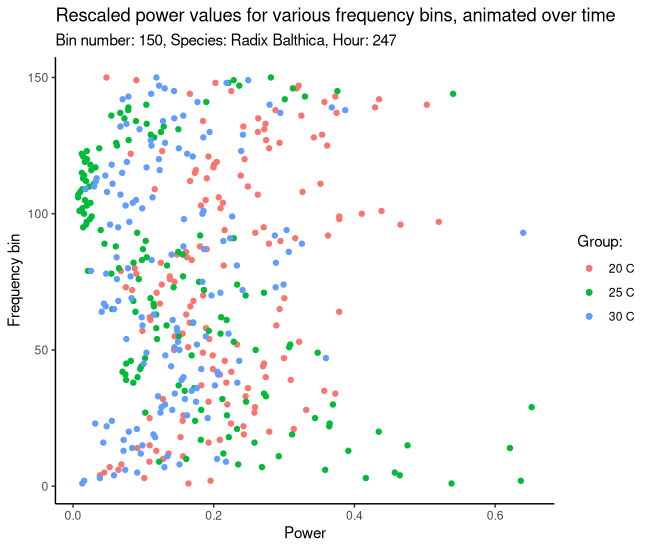 Rescaled power values for various frequency bins, animated over time
Bin number: 150, Species: Radix Balthica, Hour: 247
150
100
50
0
Frequency bin
0.0
0.2
0.4
0.6
Power
Group:
20 C
25 C
30 C